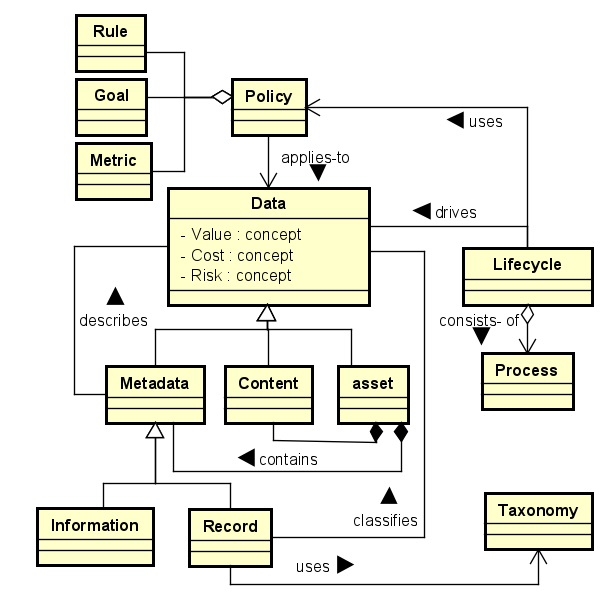 Rule
Goal
Policy
uses
Metric
applies-to
Data
- Value : concept
- Cost : concept
- Risk : concept
drives
Lifecycle
describes
consists- of
Metadata
Content
asset
Process
contains
Information
Record
classifies
Taxonomy
uses